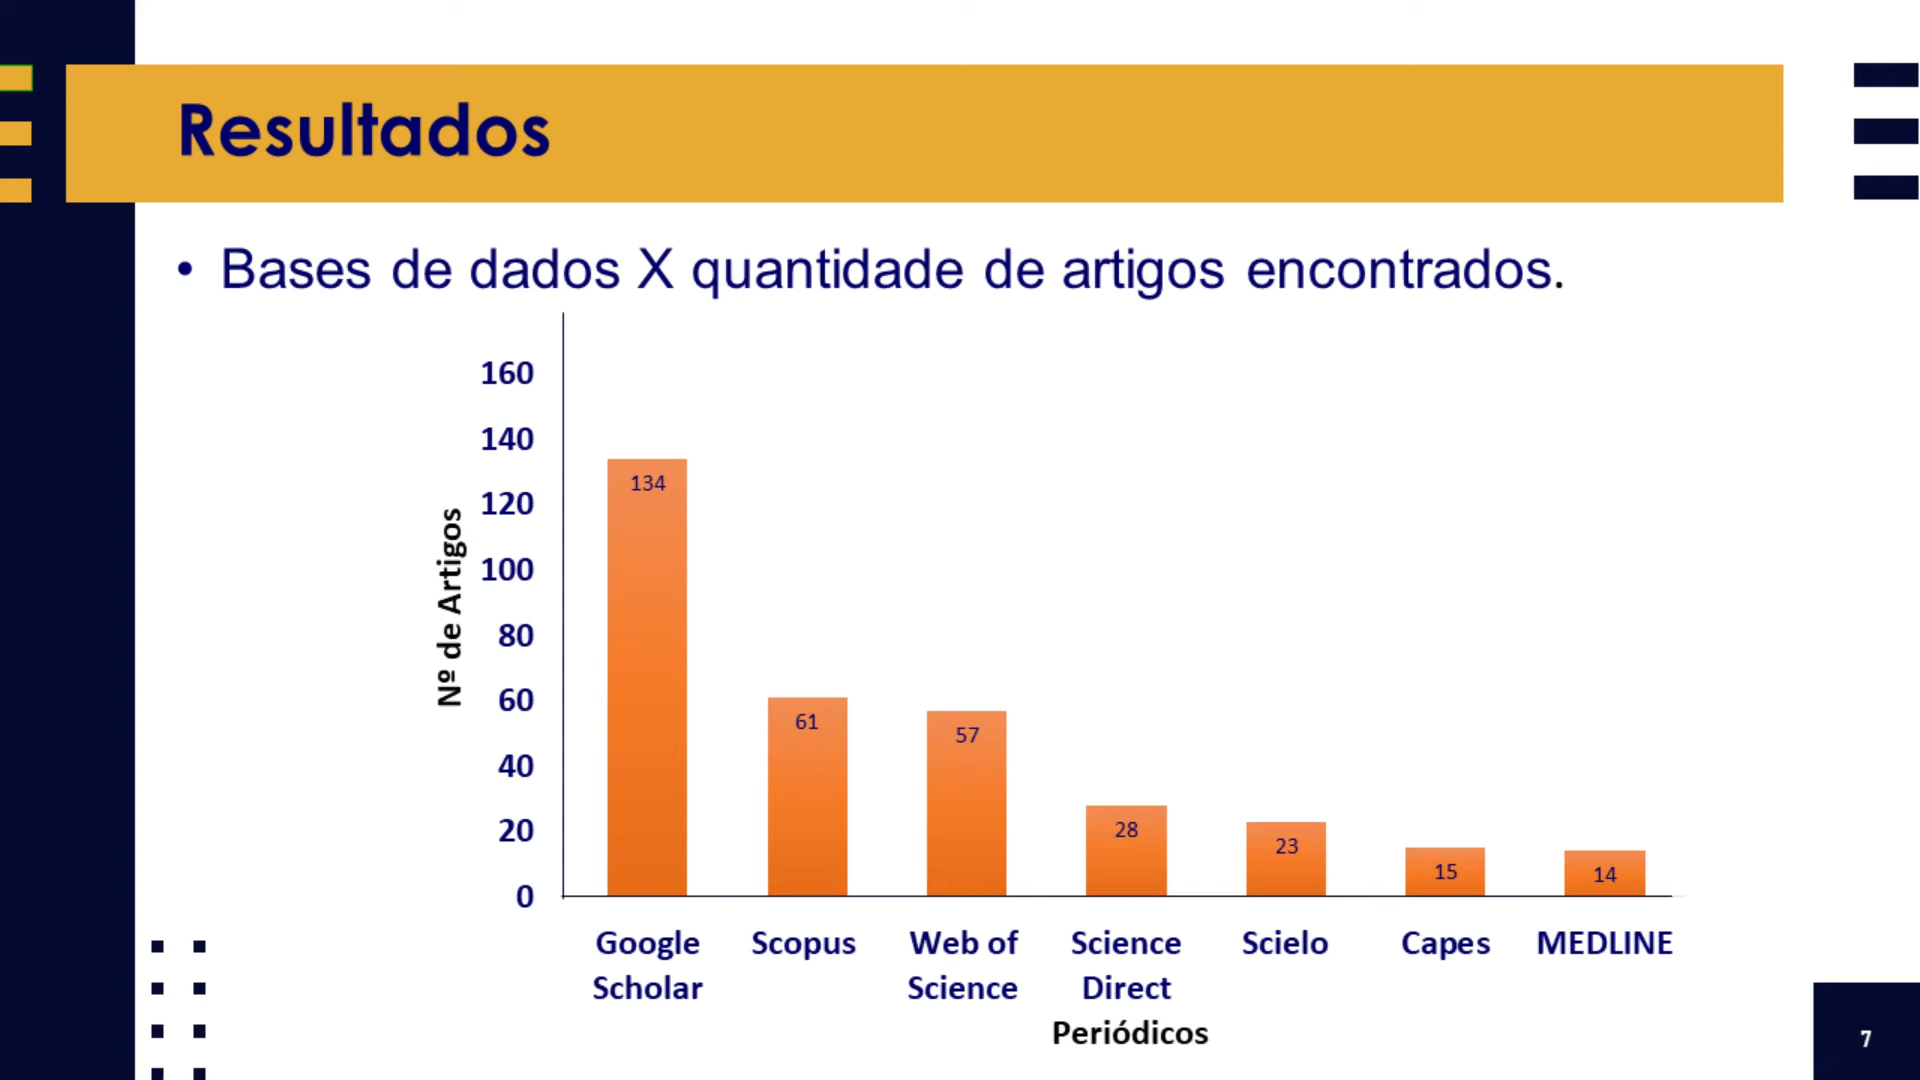 Resultados
• Bases de dados X quantidade de artigos encontrados.
160
140
120
100
80
60
40
20
0
Nº de Artigos
134
61
57
28
23
15
14
Google Scholar
Scopus
Web of Science
Science Direct
Scielo
Capes
MEDLINE
Periódicos
7